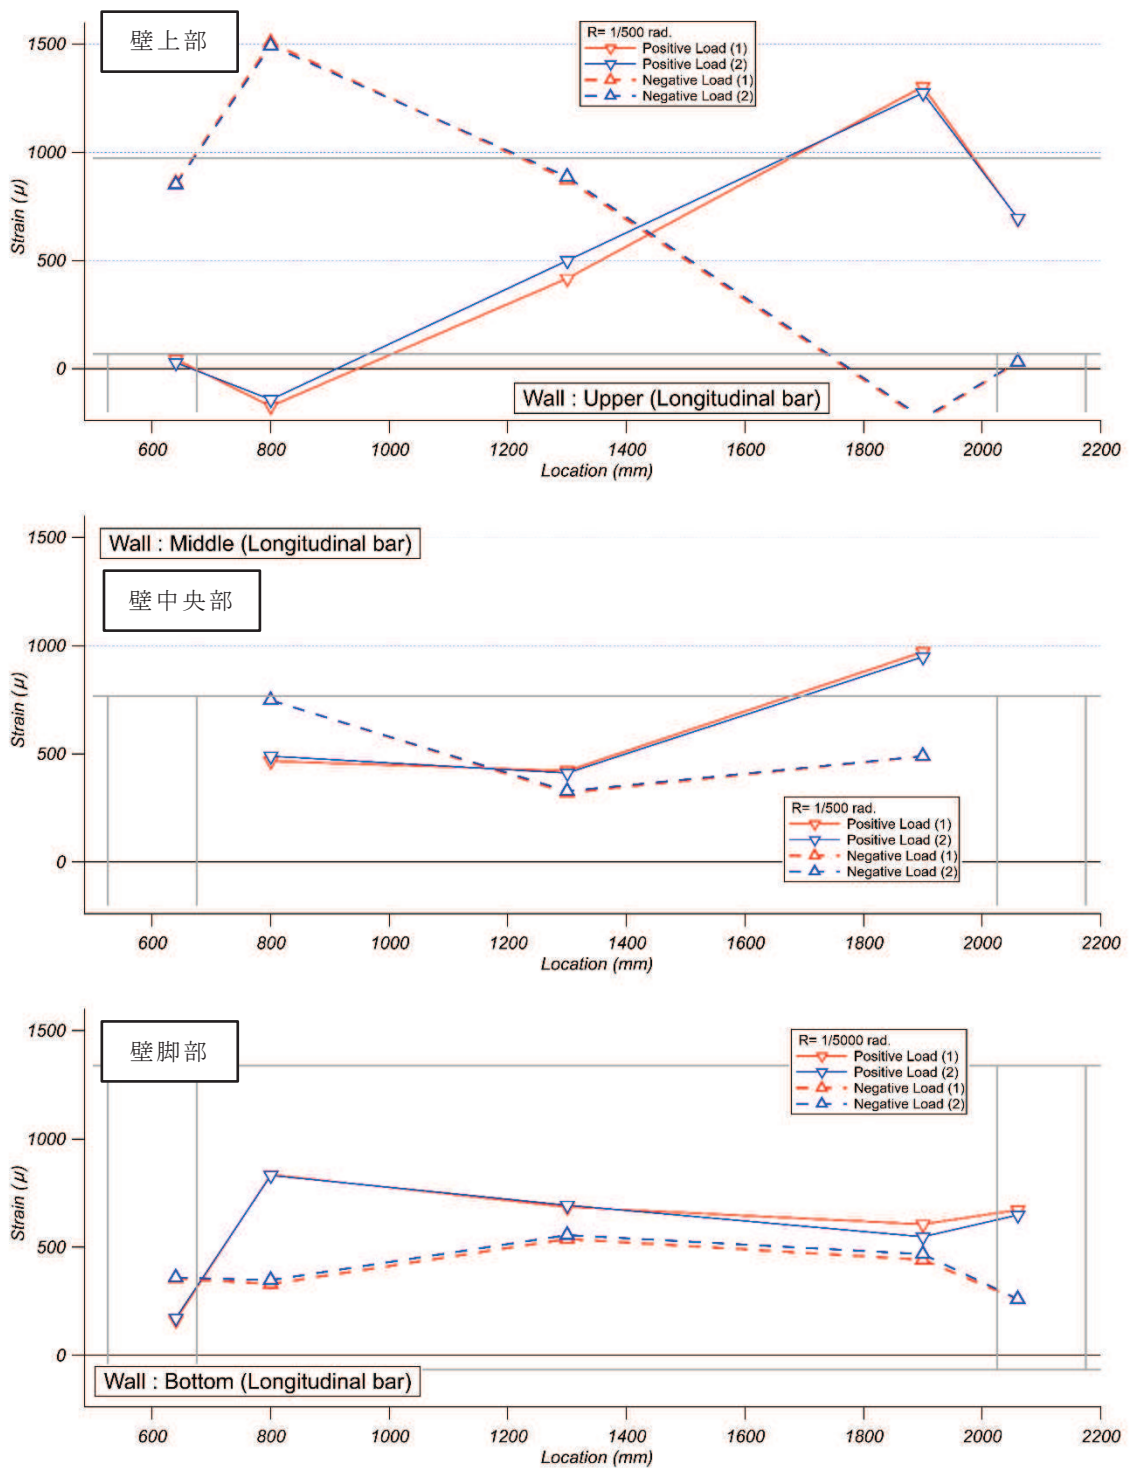 壁上部
R= 1/500 rad.
Positive Load (1)
Positive Load (2)
Negative Load (1)
Negative Load (2)
1500
1000
500
0
Strain (μ)
Wall : Upper (Longitudinal bar)
600 800 1000 1200 1400 1600 1800 2000 2200
Location (mm)
Wall : Middle (Longitudinal bar)
壁中央部
1500
1000
500
0
Strain (μ)
R= 1/500 rad.
Positive Load (1)
Positive Load (2)
Negative Load (1)
Negative Load (2)
600 800 1000 1200 1400 1600 1800 2000 2200
Location (mm)
壁脚部
R= 1/5000 rad.
Positive Load (1)
Positive Load (2)
Negative Load (1)
Negative Load (2)
1500
1000
500
0
Strain (μ)
Wall : Bottom (Longitudinal bar)
600 800 1000 1200 1400 1600 1800 2000 2200
Location (mm)